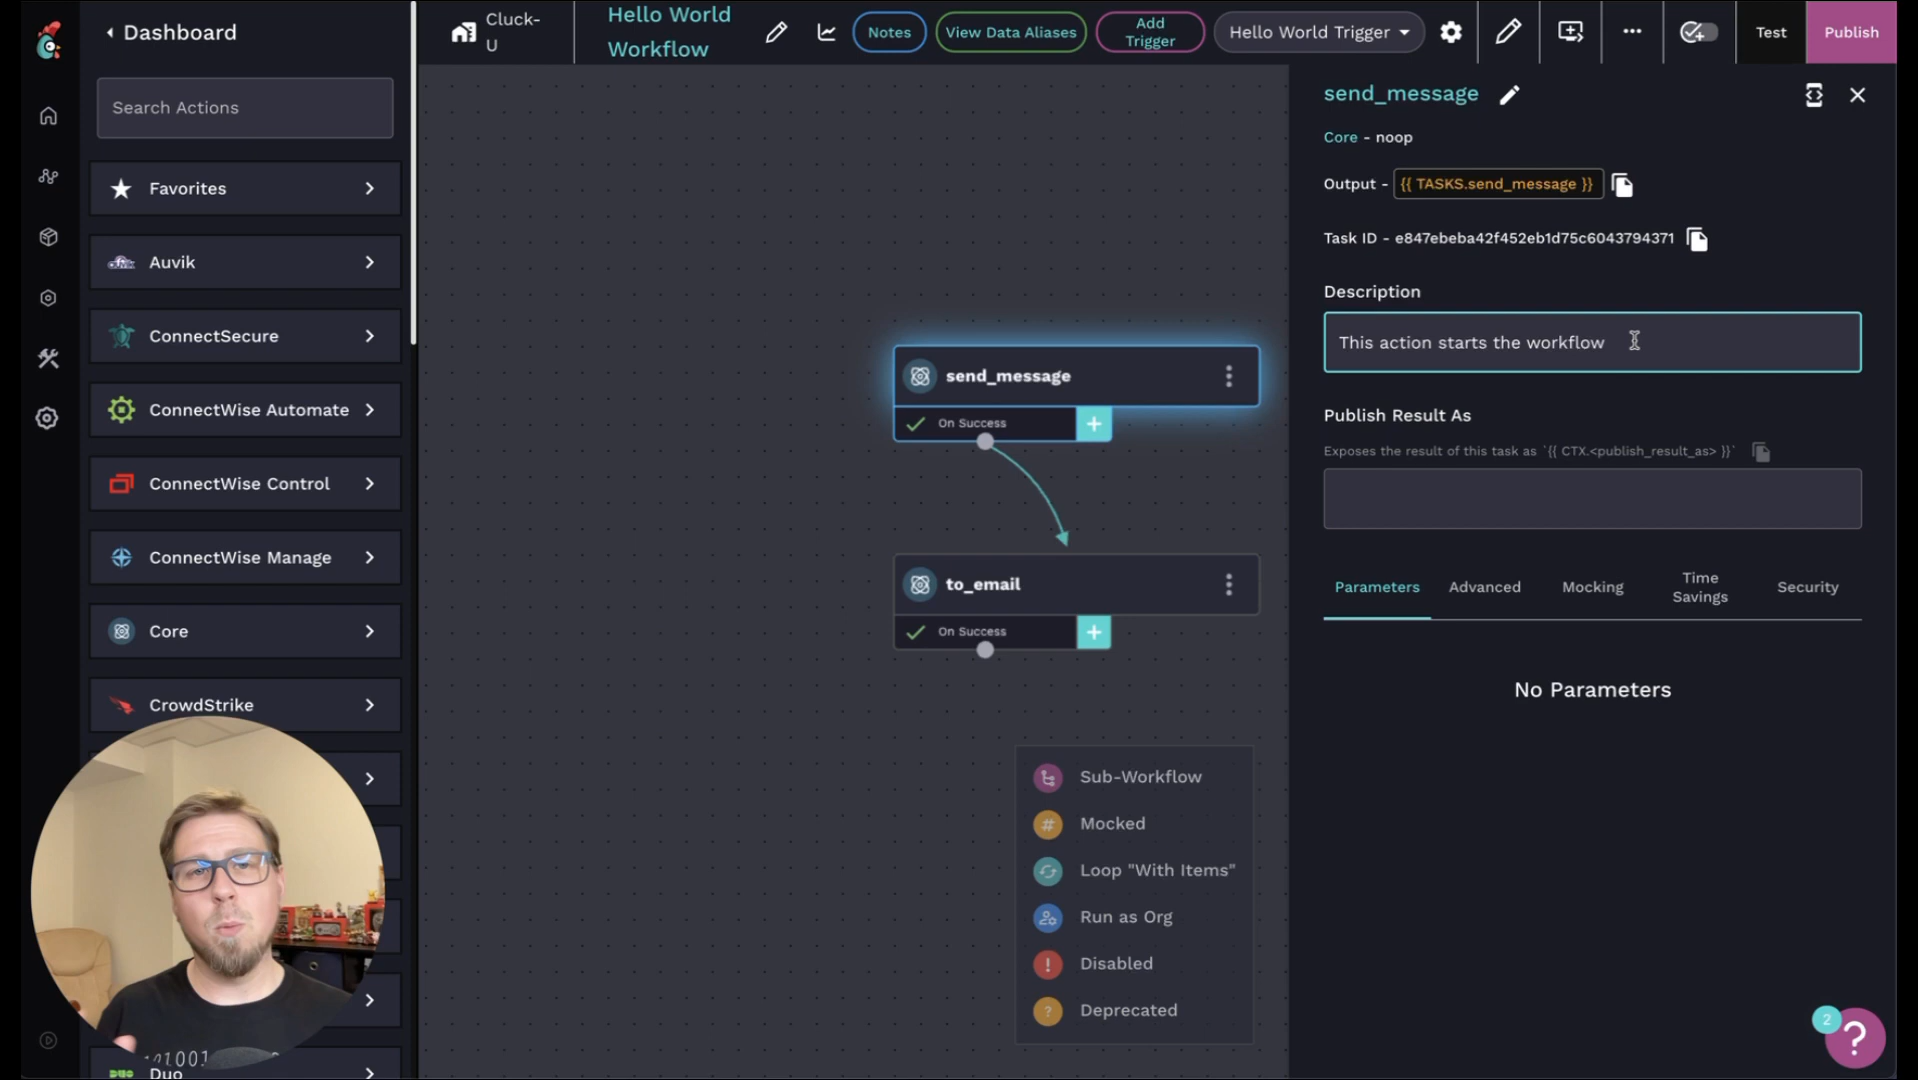 Dashboard
Search Actions
Favorites
Auvik
ConnectSecure
ConnectWise Automate
ConnectWise Control
ConnectWise Manage
Core
CrowdStrike
Duo
Cluck-
U
Hello World
Workflow
Notes
View Data Aliases
Add
Trigger
Hello World Trigger
Test
Publish
send_message
On Success
to_email
On Success
Sub-Workflow
Mocked
Loop "With Items"
Run as Org
Disabled
Deprecated
send_message
Core - noop
Output - {{ TASKS.send_message }}
Task ID - e847ebeba42f452eb1d75c6043794371
Description
This action starts the workflow
Publish Result As
Exposes the result of this task as `{{ CTX.<publish_result_as> }}`
Parameters
Advanced
Mocking
Time
Savings
Security
No Parameters
2
?